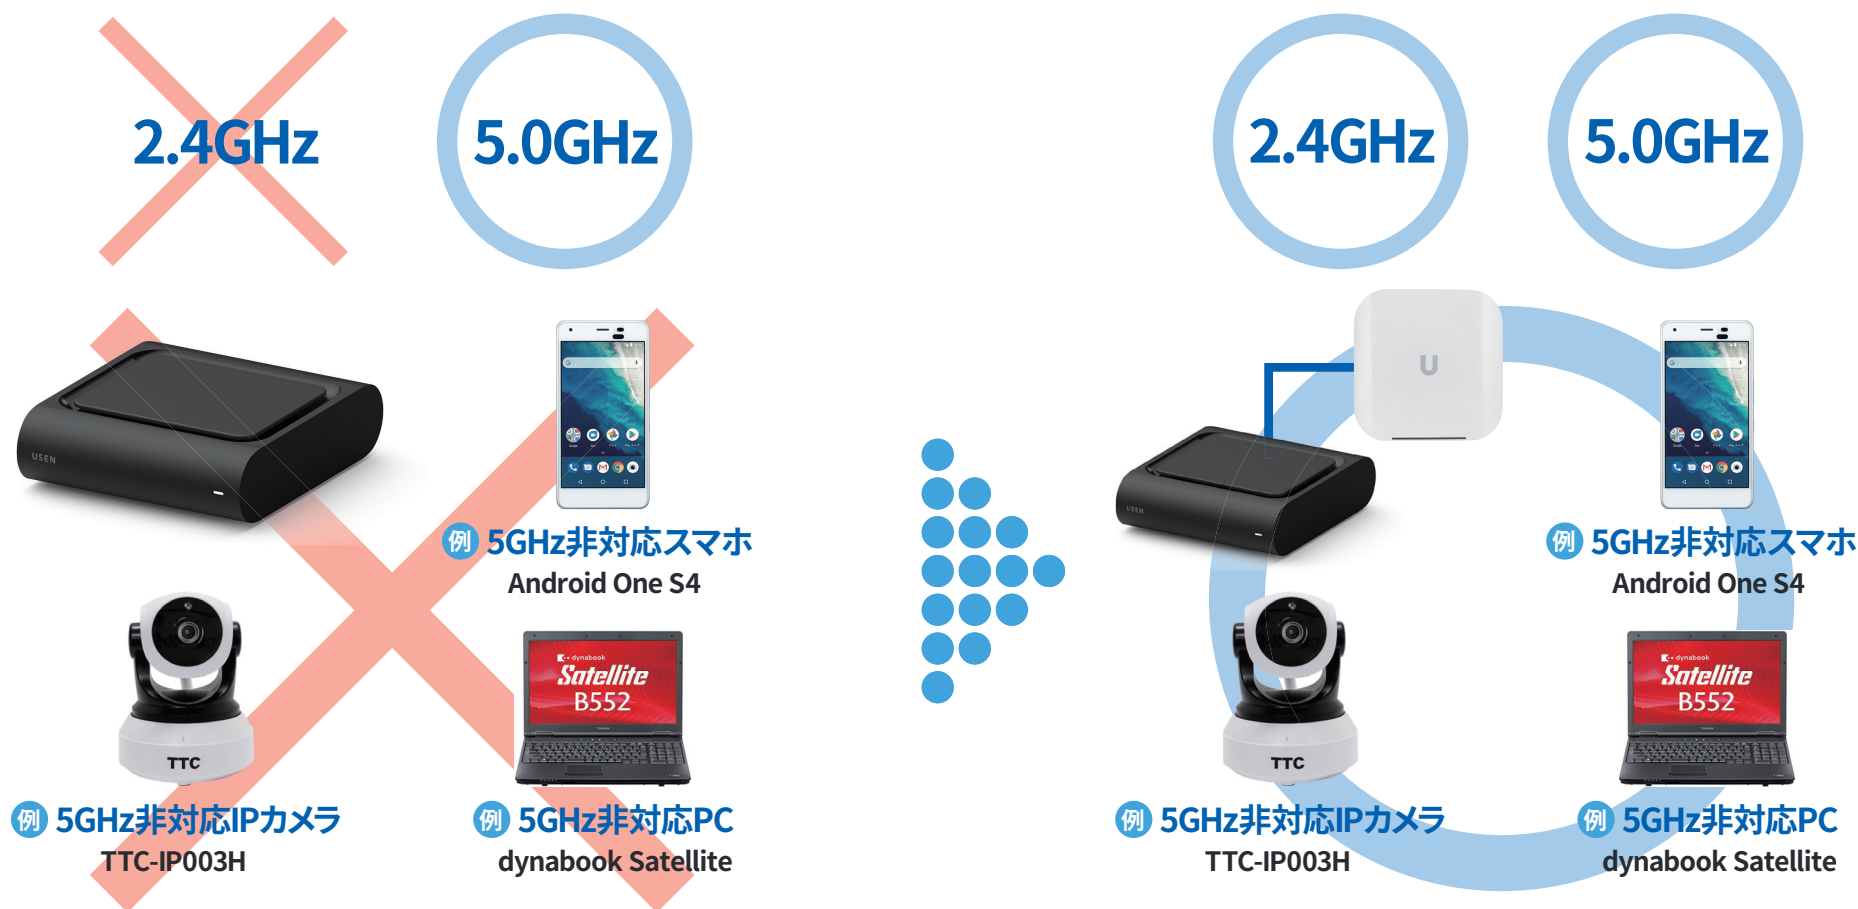 2.4GHz
5.0GHz
2.4GHz
5.0GHz
USEN
例 5GHz非対応スマホ
Android One S4
TTC
例 5GHz非対応IPカメラ
TTC-IP003H
dynabook
Satellite
B552
例 5GHz非対応PC
dynabook Satellite
U
USEN
例 5GHz非対応スマホ
Android One S4
TTC
例 5GHz非対応IPカメラ
TTC-IP003H
dynabook
Satellite
B552
例 5GHz非対応PC
dynabook Satellite